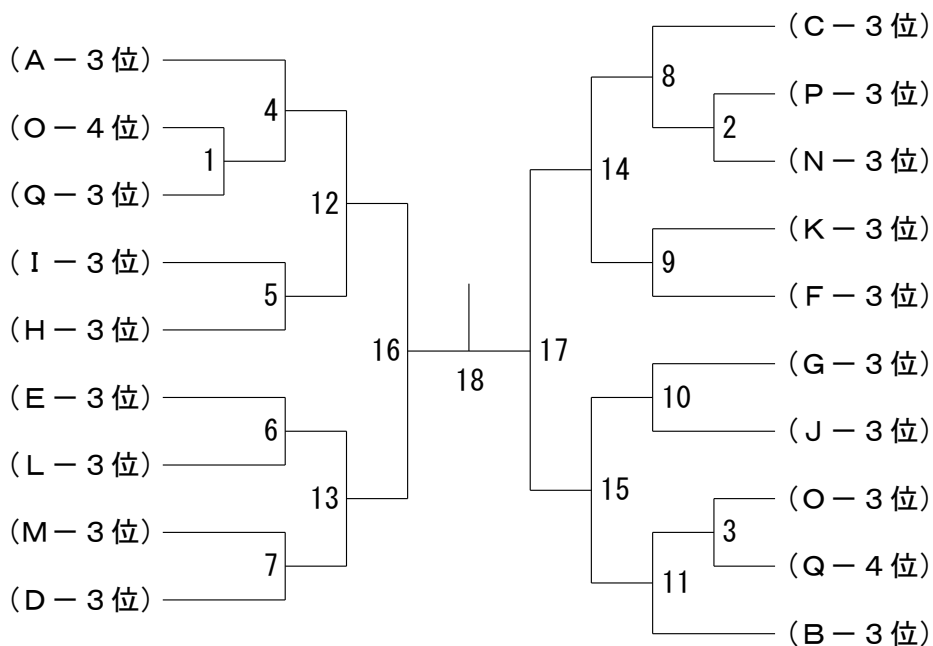 (A－3位)
(O－4位)
(Q－3位)
(I－3位)
(H－3位)
(E－3位)
(L－3位)
(M－3位)
(D－3位)
1
4
5
6
7
12
13
16
18
17
14
15
8
9
10
11
2
3
(C－3位)
(P－3位)
(N－3位)
(K－3位)
(F－3位)
(G－3位)
(J－3位)
(O－3位)
(Q－4位)
(B－3位)